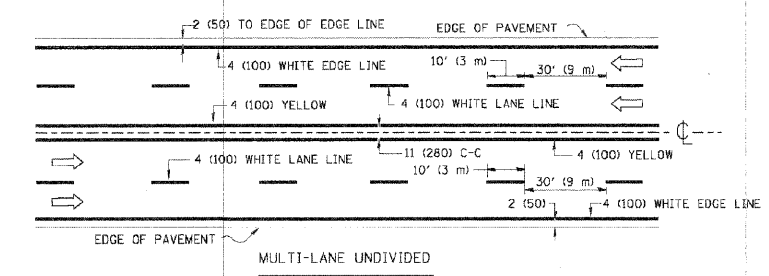 2 (50) TO EDGE OF EDGE LINE
EDGE OF PAVEMENT
4 (100) WHITE EDGE LINE
10' (3 m)
30' (9 m)
4 (100) YELLOW
4 (100) WHITE LANE LINE
℄
4 (100) WHITE LANE LINE
11 (280) C-C
4 (100) YELLOW
10' (3 m)
30' (9 m)
2 (50)
4 (100) WHITE EDGE LINE
EDGE OF PAVEMENT
MULTI-LANE UNDIVIDED